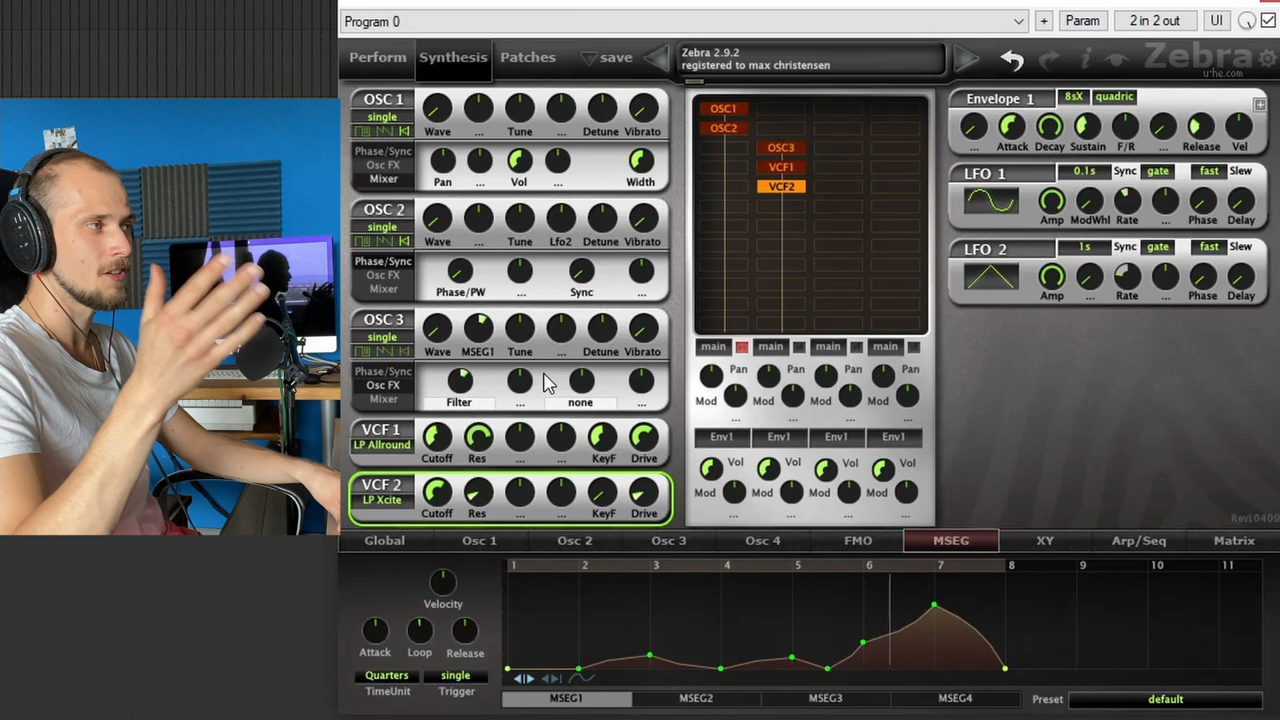 Program 0
+
Param
2 in 2 out
UI
Perform
Synthesis
Patches
save
Zebra 2.9.2
registered to max christensen
Zebra
u-he.com
OSC 1
single
Wave ... Tune ... Detune Vibrato
Phase/Sync
Osc FX
Mixer
Pan ... Vol ... Width
OSC 2
single
Wave ... Tune Lfo2 Detune Vibrato
Phase/Sync
Osc FX
Mixer
Phase/PW ... Sync ...
OSC 3
single
Wave MSEG1 Tune ... Detune Vibrato
Phase/Sync
Osc FX
Mixer
Filter ... none ...
VCF 1
LP Allround
Cutoff Res ... ... KeyF Drive
VCF 2
LP Xcite
Cutoff Res ... ... KeyF Drive
OSC1
OSC2
OSC3
VCF1
VCF2
main main main main
Pan Pan Pan Pan
Mod Mod Mod Mod
... ... ... ...
Env1 Env1 Env1 Env1
Vol Vol Vol Vol
Mod Mod Mod Mod
... ... ... ...
Envelope 1 8sX quadric
... Attack Decay Sustain F/R ... Release Vel
LFO 1 0.1s Sync gate fast Slew
Amp ModWhl Rate ... Phase Delay
LFO 2 1s Sync gate fast Slew
Amp ... Rate ... Phase Delay
Global Osc 1 Osc 2 Osc 3 Osc 4 FMO MSEG XY Arp/Seq Matrix
1 2 3 4 5 6 7 8 9 10 11
Velocity
Attack Loop Release
Quarters single
TimeUnit Trigger
MSEG1 MSEG2 MSEG3 MSEG4 Preset default